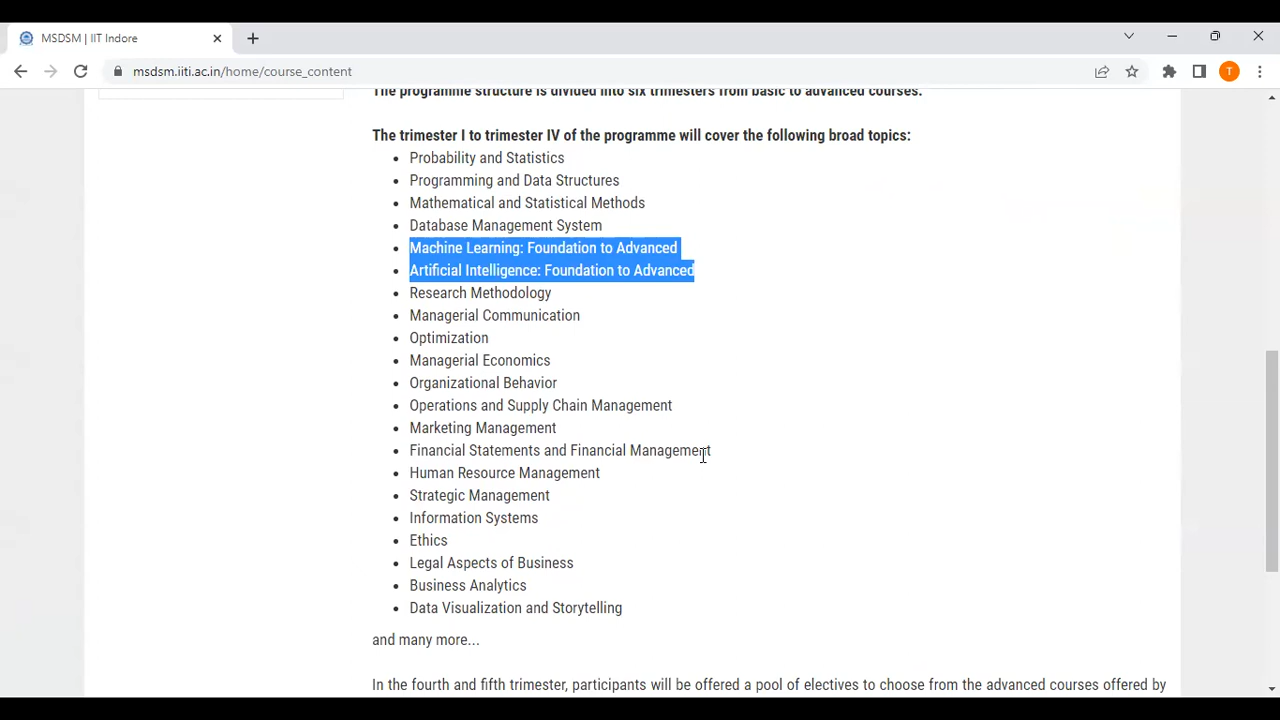 MSDSM | IIT Indore
msdsm.iiti.ac.in/home/course_content
T
The programme structure is divided into six trimesters from basic to advanced courses.
The trimester I to trimester IV of the programme will cover the following broad topics:
Probability and Statistics
Programming and Data Structures
Mathematical and Statistical Methods
Database Management System
Machine Learning: Foundation to Advanced
Artificial Intelligence: Foundation to Advanced
Research Methodology
Managerial Communication
Optimization
Managerial Economics
Organizational Behavior
Operations and Supply Chain Management
Marketing Management
Financial Statements and Financial Management
Human Resource Management
Strategic Management
Information Systems
Ethics
Legal Aspects of Business
Business Analytics
Data Visualization and Storytelling
and many more...
In the fourth and fifth trimester, participants will be offered a pool of electives to choose from the advanced courses offered by